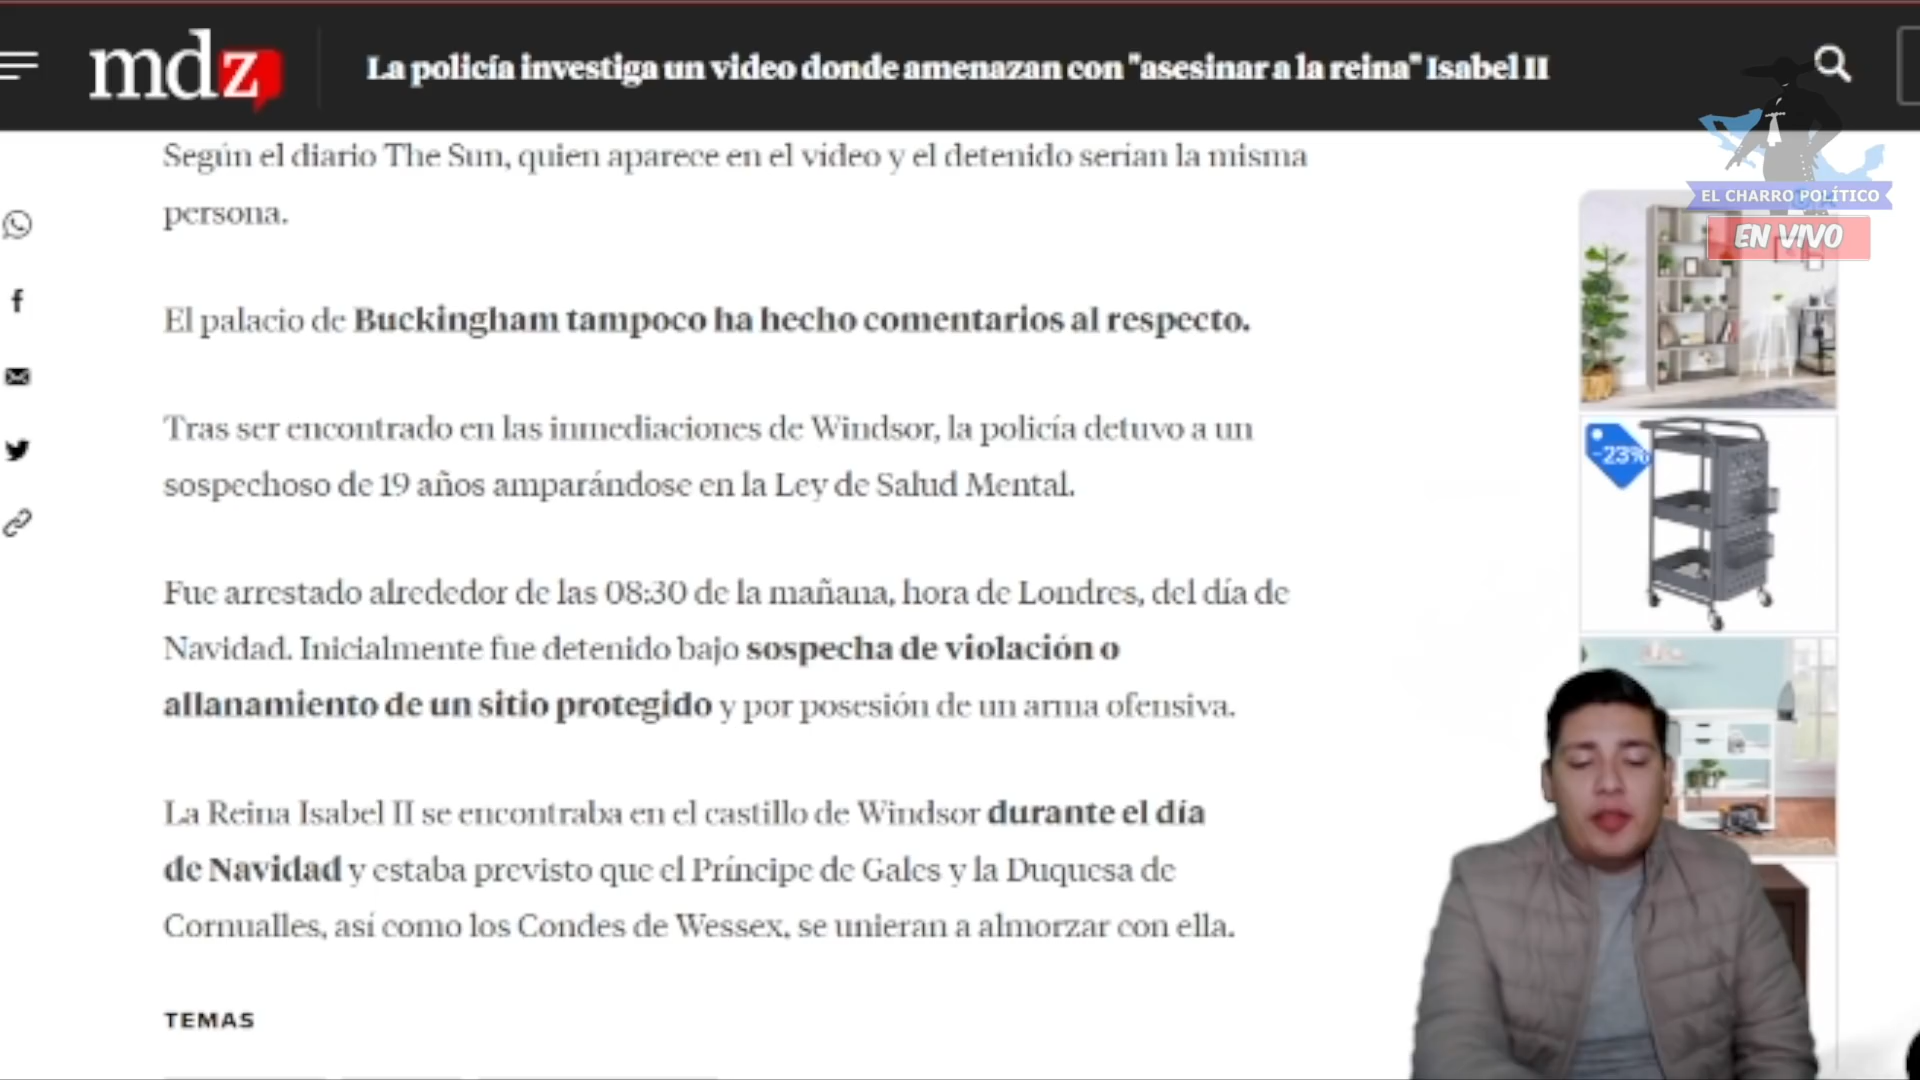 mdz
La policía investiga un video donde amenazan con "asesinar a la reina" Isabel II
EL CHARRO POLÍTICO
EN VIVO
Según el diario The Sun, quien aparece en el video y el detenido serían la misma
persona.
El palacio de Buckingham tampoco ha hecho comentarios al respecto.
Tras ser encontrado en las inmediaciones de Windsor, la policía detuvo a un
sospechoso de 19 años amparándose en la Ley de Salud Mental.
-23%
Fue arrestado alrededor de las 08:30 de la mañana, hora de Londres, del día de
Navidad. Inicialmente fue detenido bajo sospecha de violación o
allanamiento de un sitio protegido y por posesión de un arma ofensiva.
La Reina Isabel II se encontraba en el castillo de Windsor durante el día
de Navidad y estaba previsto que el Príncipe de Gales y la Duquesa de
Cornualles, así como los Condes de Wessex, se unieran a almorzar con ella.
TEMAS